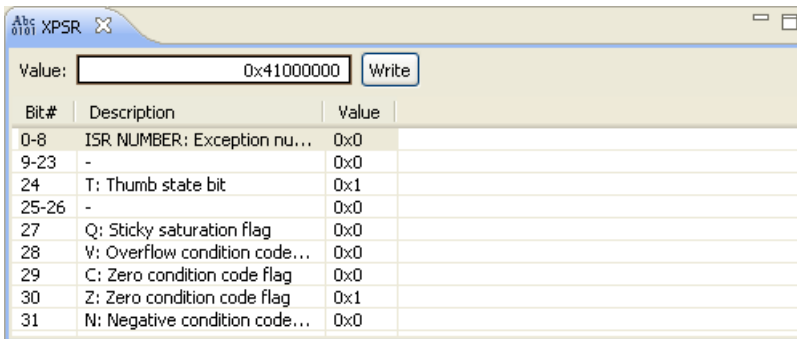 Abc 0101 XPSR
Value: 0x41000000 Write
Bit# Description Value
0-8 ISR NUMBER: Exception nu... 0x0
9-23 - 0x0
24 T: Thumb state bit 0x1
25-26 - 0x0
27 Q: Sticky saturation flag 0x0
28 V: Overflow condition code... 0x0
29 C: Zero condition code flag 0x0
30 Z: Zero condition code flag 0x1
31 N: Negative condition code... 0x0